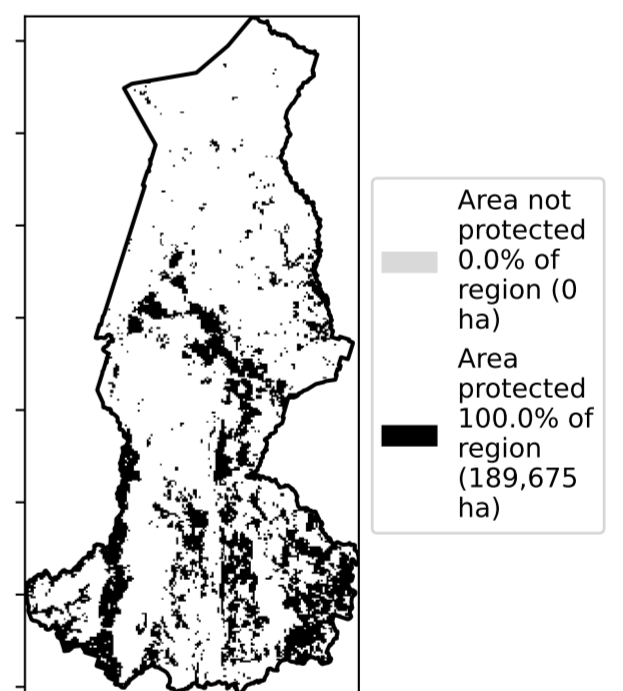 Area not
protected
0.0% of
region (0
ha)
Area
protected
100.0% of
region
(189,675
ha)